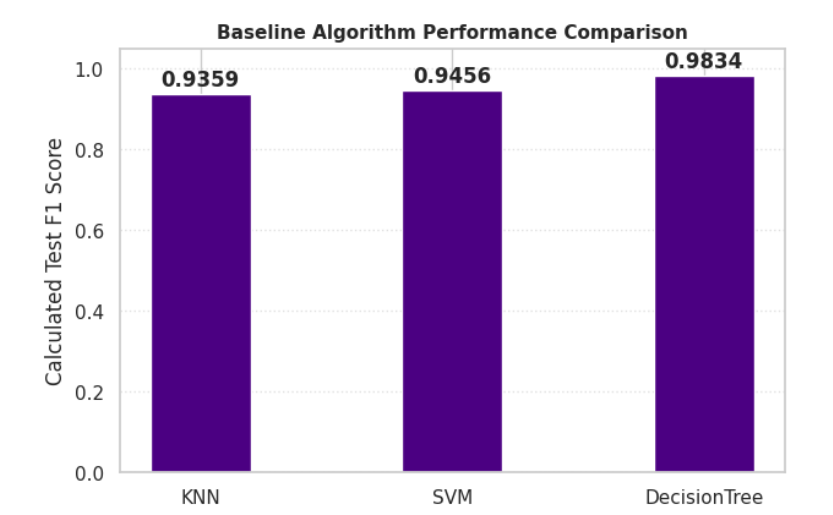 Baseline Algorithm Performance Comparison
Calculated Test F1 Score
1.0
0.8
0.6
0.4
0.2
0.0
0.9359
0.9456
0.9834
KNN
SVM
DecisionTree